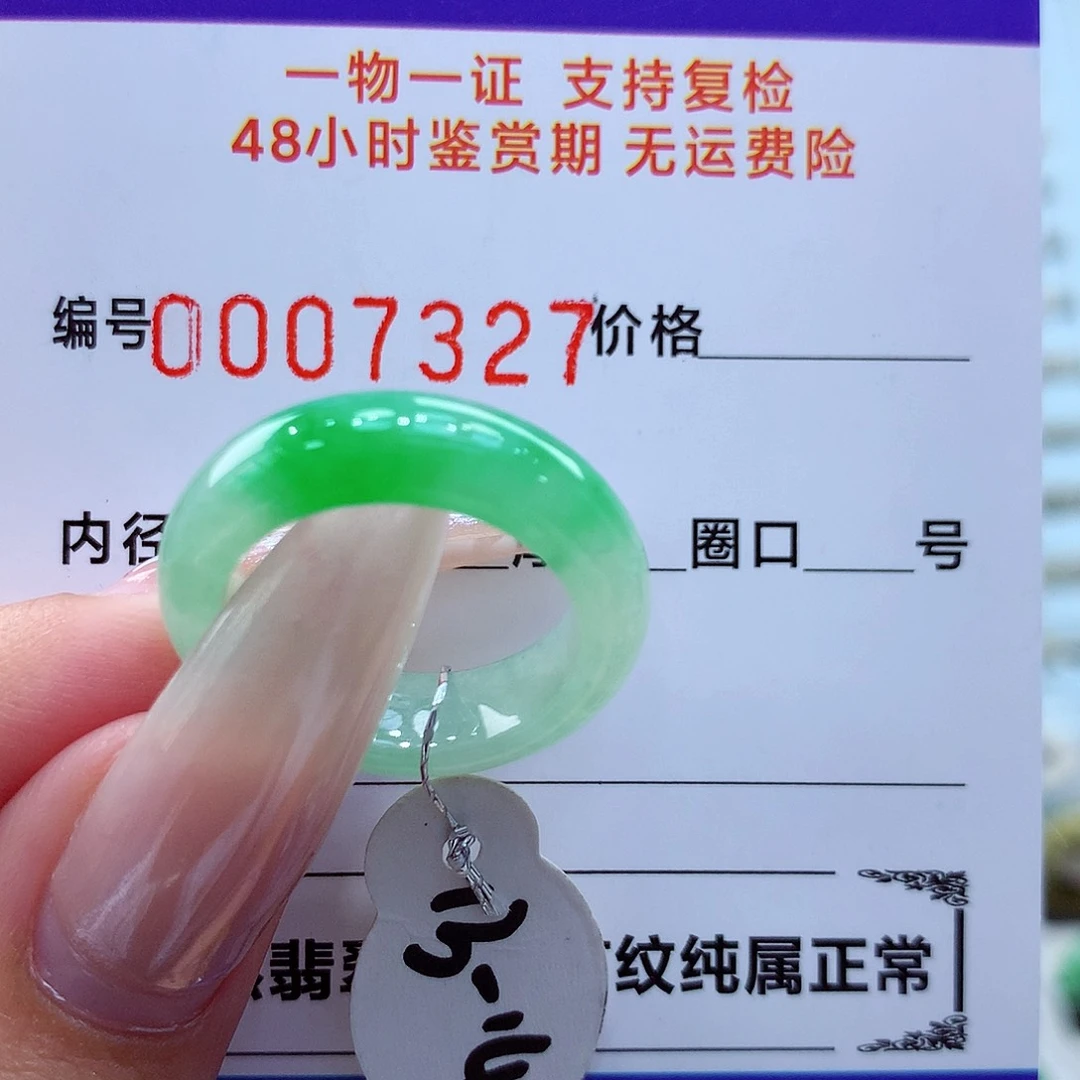 一物一证 支持复检
48小时鉴赏期 无运费险
编号0007327价格
内径 圈口 号
翡 纹纯属正常